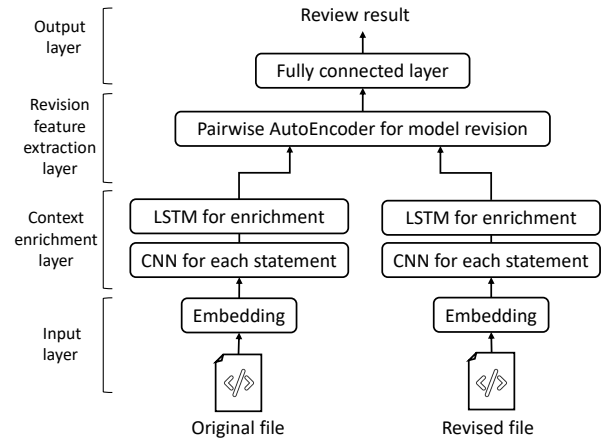 Review result
Output
layer
Fully connected layer
Revision
feature
extraction
layer
Pairwise AutoEncoder for model revision
Context
enrichment
layer
LSTM for enrichment
LSTM for enrichment
CNN for each statement
CNN for each statement
Input
layer
Embedding
Embedding
</>
</>
Original file
Revised file